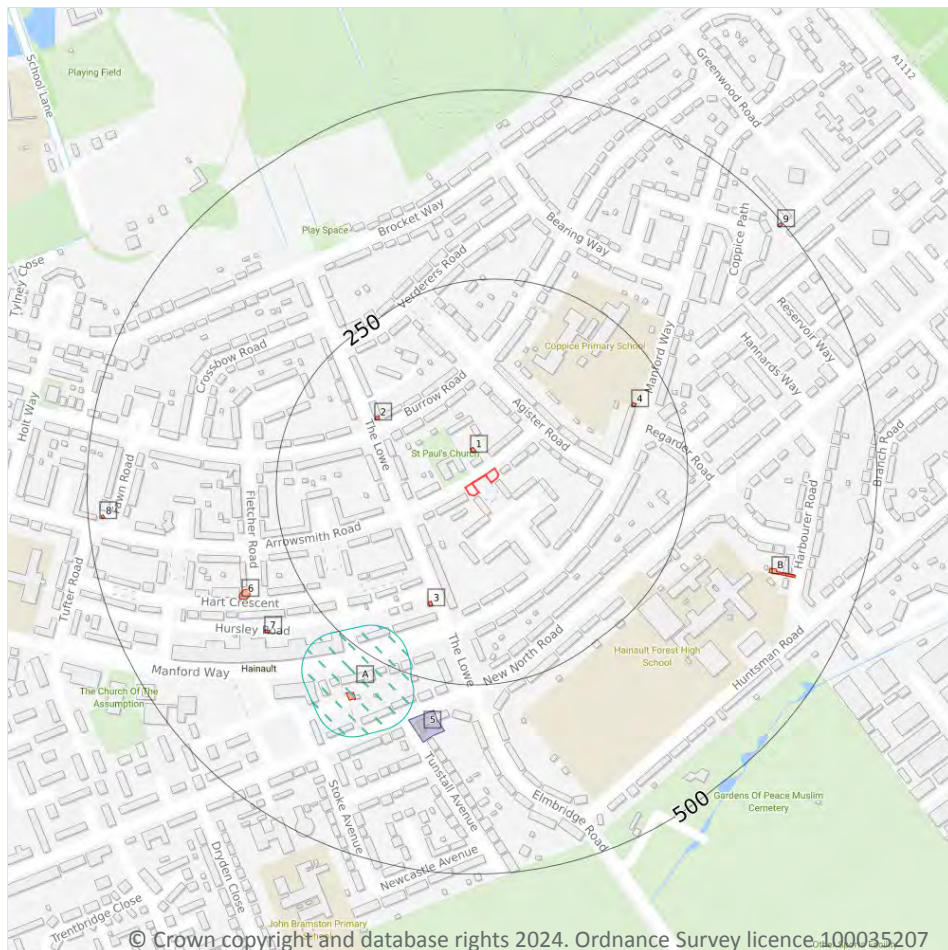 School Lane
Playing Field
Greenwood Road
A1112
Brocket Way
Play Space
Bearing Way
Coppice Path
9
Tylney Close
Verderers Road
250
Crossbow Road
Coppice Primary School
Manford Way
Reservoir Way
Hannards Way
Holt Way
2
Burrow Road
4
The Lowe
Agister Road
Regarder Road
Branch Road
1
St Paul's Church
Fletcher Road
8
Arrowsmith Road
Harbourer Road
Tufter Road
6
Hart Crescent
3
B
Hursley Road
7
Hainault
Manford Way
The Lowe
New North Road
Hainault Forest High
School
Huntsman Road
The Church Of The
Assumption
A
5
Tunstall Avenue
Stoke Avenue
Elmbridge Road
500
Gardens Of Peace Muslim
Cemetery
Newcastle Avenue
Dryden Close
Trentbridge Close
John Bramston Primary
© Crown copyright and database rights 2024. Ordnance Survey licence 100035207